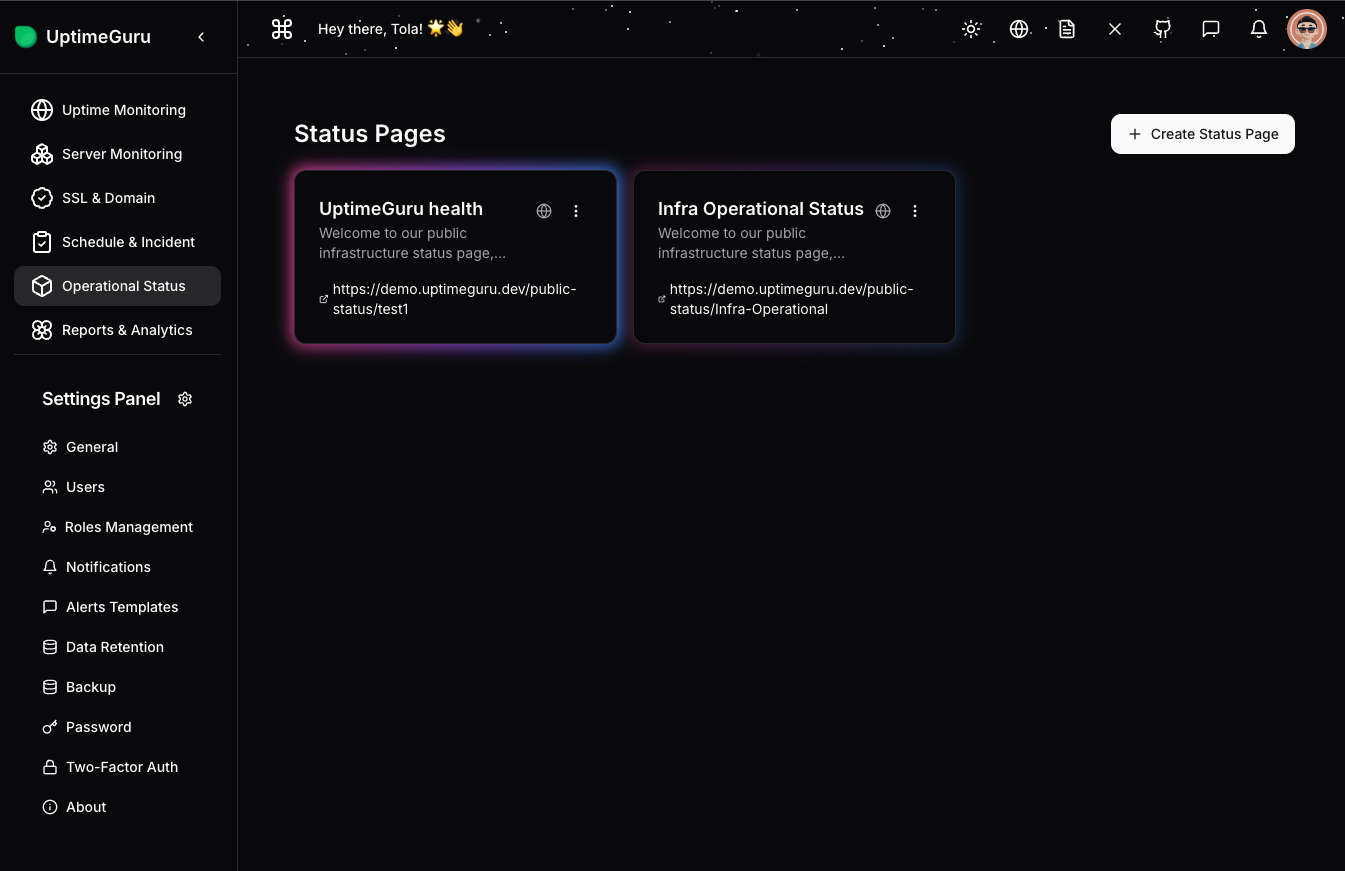 UptimeGuru
Hey there, Tola! 🌟👋
Uptime Monitoring
Server Monitoring
SSL & Domain
Schedule & Incident
Operational Status
Reports & Analytics
Settings Panel
General
Users
Roles Management
Notifications
Alerts Templates
Data Retention
Backup
Password
Two-Factor Auth
About
Status Pages
Create Status Page
UptimeGuru health
Welcome to our public
infrastructure status page,...
https://demo.uptimeguru.dev/public-
status/test1
Infra Operational Status
Welcome to our public
infrastructure status page,...
https://demo.uptimeguru.dev/public-
status/Infra-Operational